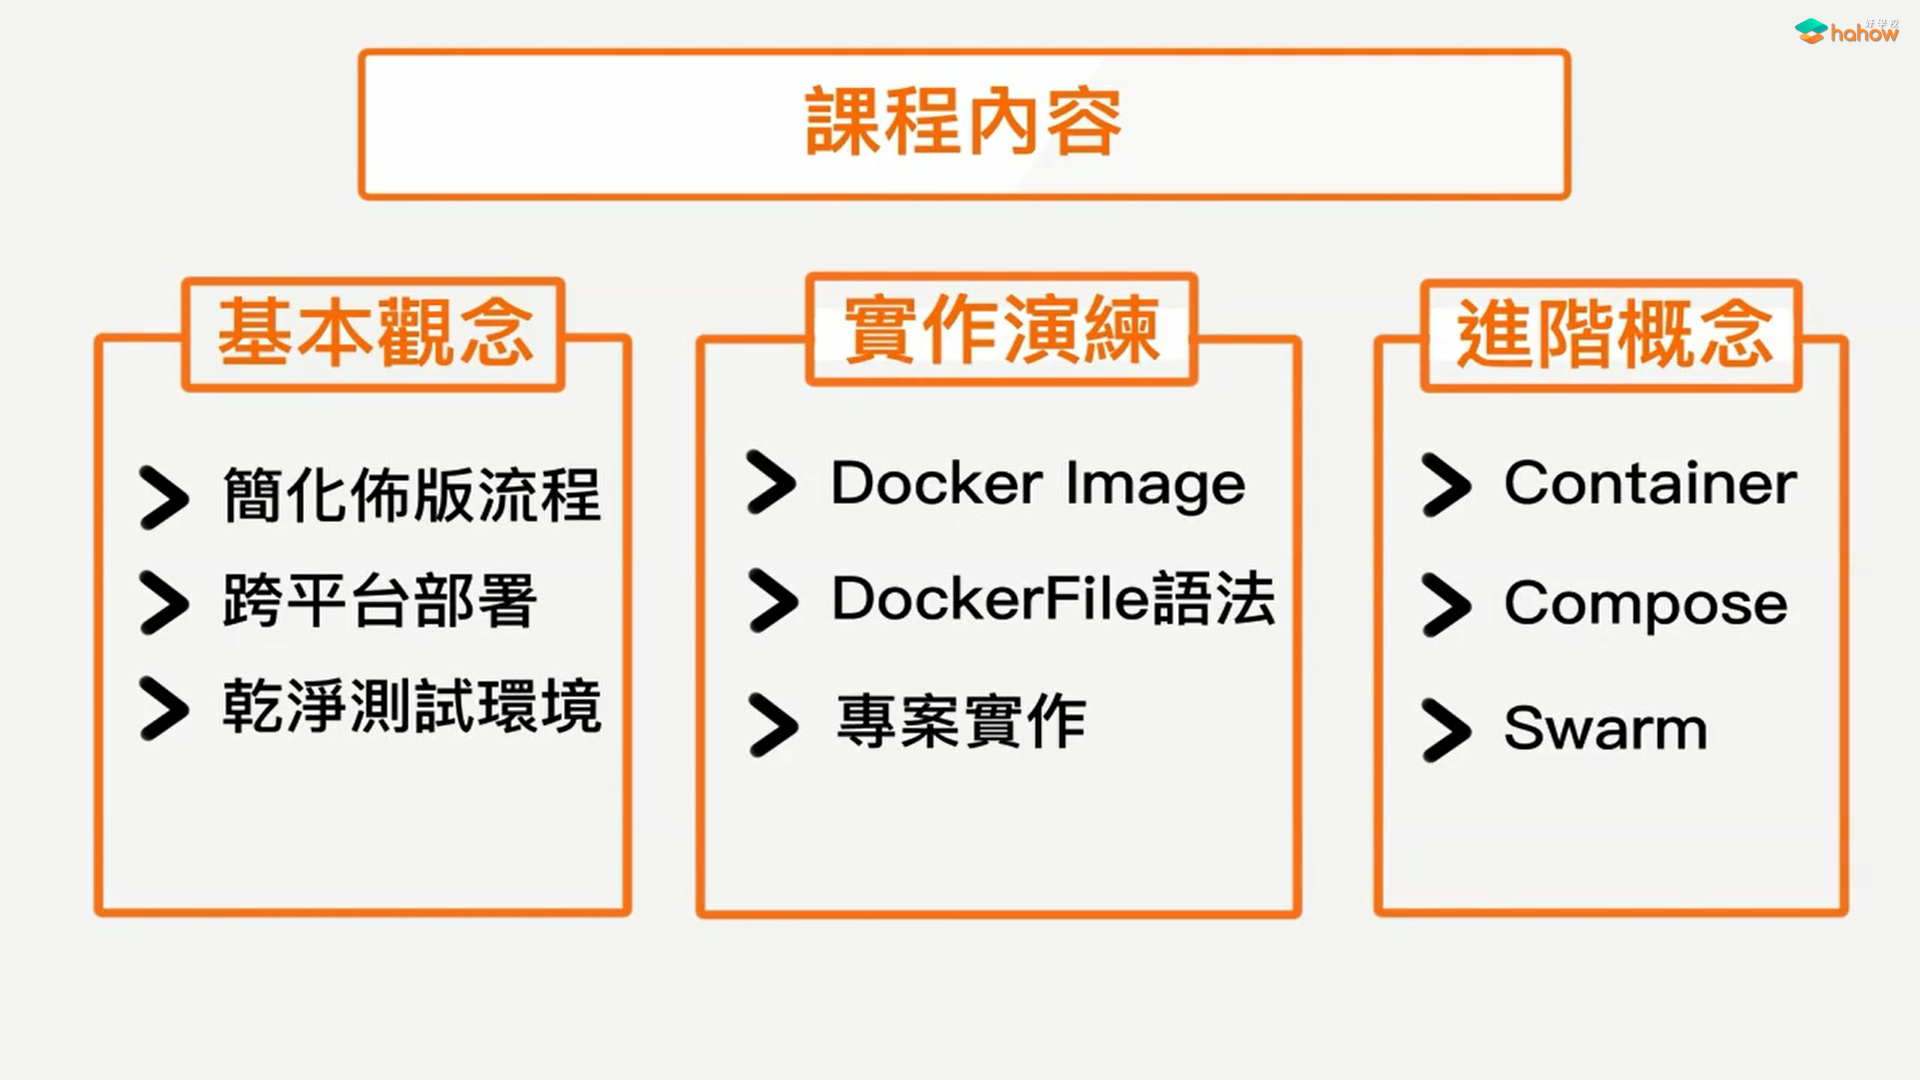 好學校
hahow
課程內容
基本觀念
簡化佈版流程
跨平台部署
乾淨測試環境
實作演練
Docker Image
DockerFile語法
專案實作
進階概念
Container
Compose
Swarm